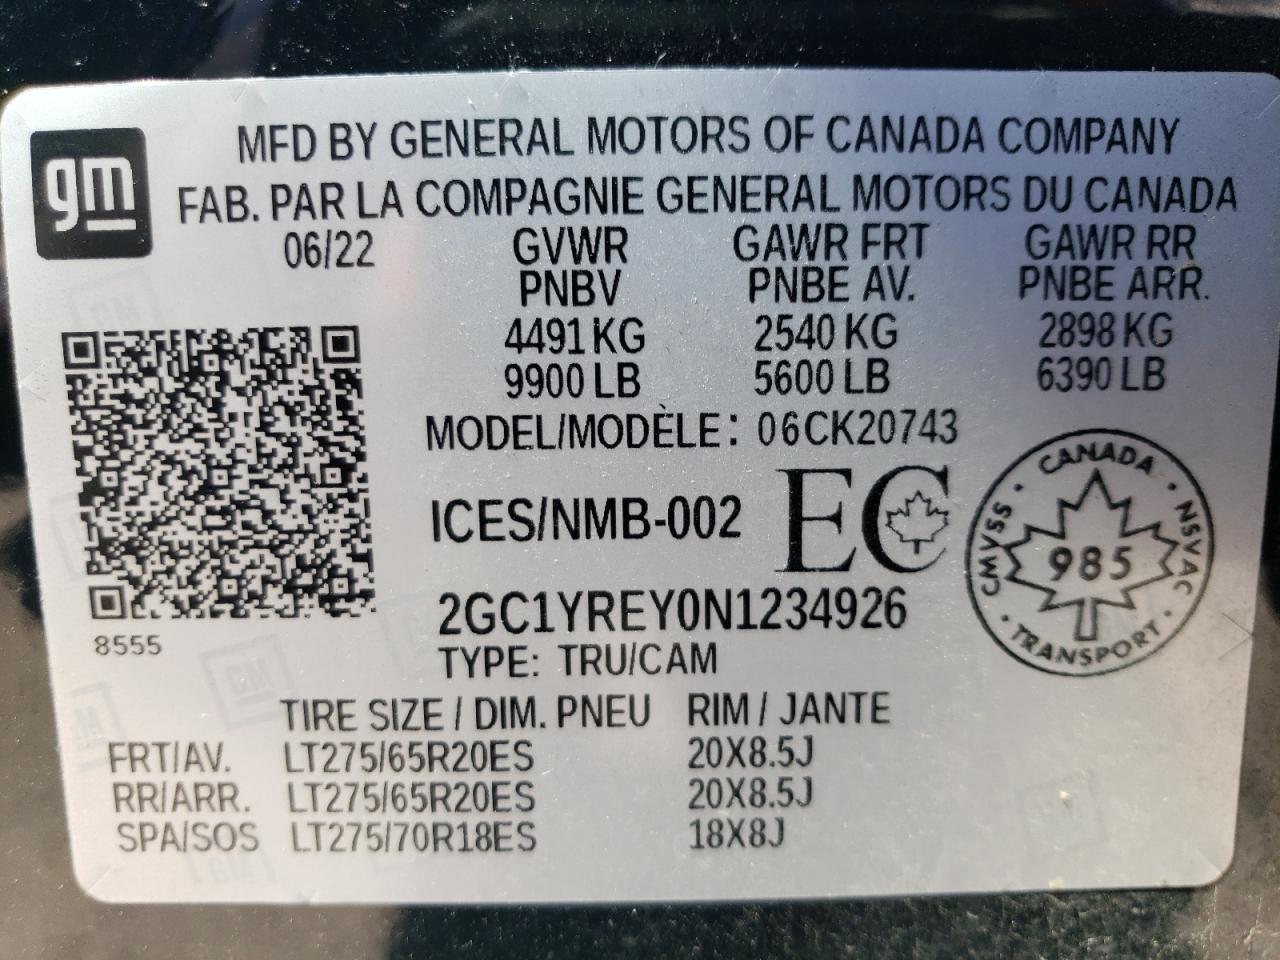 gm
MFD BY GENERAL MOTORS OF CANADA COMPANY
FAB. PAR LA COMPAGNIE GENERAL MOTORS DU CANADA
06/22 GVWR GAWR FRT GAWR RR
PNBV PNBE AV. PNBE ARR.
4491 KG 2540 KG 2898 KG
9900 LB 5600 LB 6390 LB
MODEL/MODÈLE: 06CK20743
ICES/NMB-002 EC
CANADA · NSVAC · TRANSPORT · CMVSS ·
985
2GC1YREY0N1234926
8555
TYPE: TRU/CAM
TIRE SIZE / DIM. PNEU RIM / JANTE
FRT/AV. LT275/65R20ES 20X8.5J
RR/ARR. LT275/65R20ES 20X8.5J
SPA/SOS LT275/70R18ES 18X8J